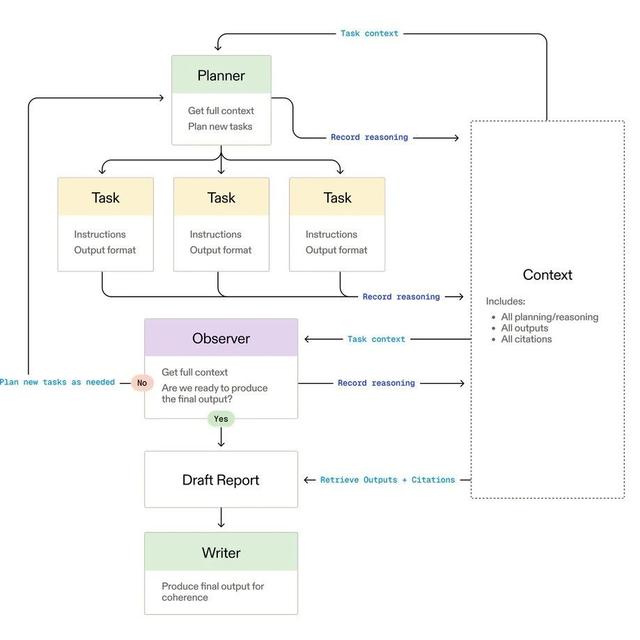 Task context
Planner
Get full context
Plan new tasks
Record reasoning
Task
Instructions
Output format
Task
Instructions
Output format
Task
Instructions
Output format
Record reasoning
Context
Includes:
• All planning/reasoning
• All outputs
• All citations
Observer
Get full context
Are we ready to produce
the final output?
Task context
Record reasoning
No
Plan new tasks as needed
Yes
Draft Report
Retrieve Outputs + Citations
Writer
Produce final output for
coherence